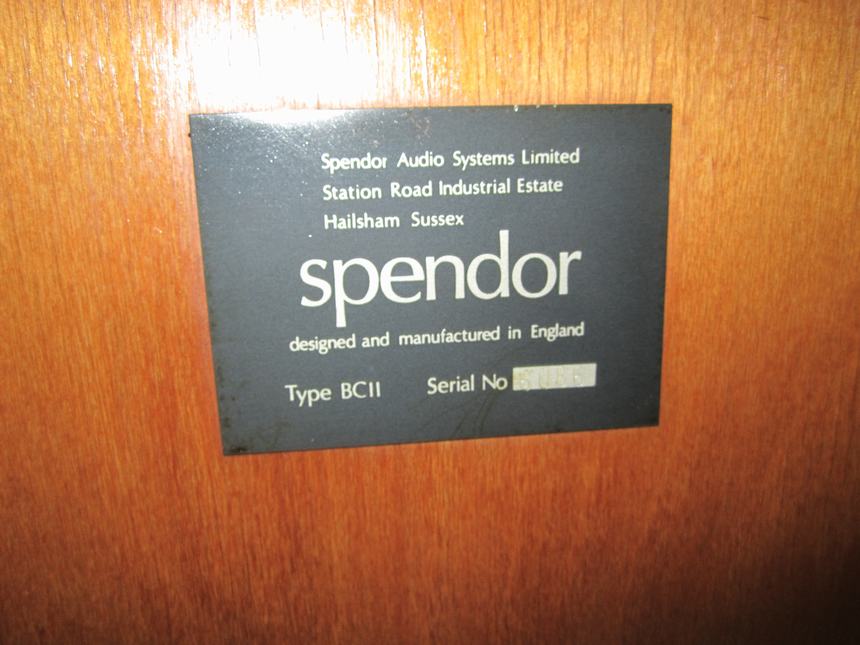 Spendor Audio Systems Limited
Station Road Industrial Estate
Hailsham Sussex
spendor
designed and manufactured in England
Type BCII Serial No